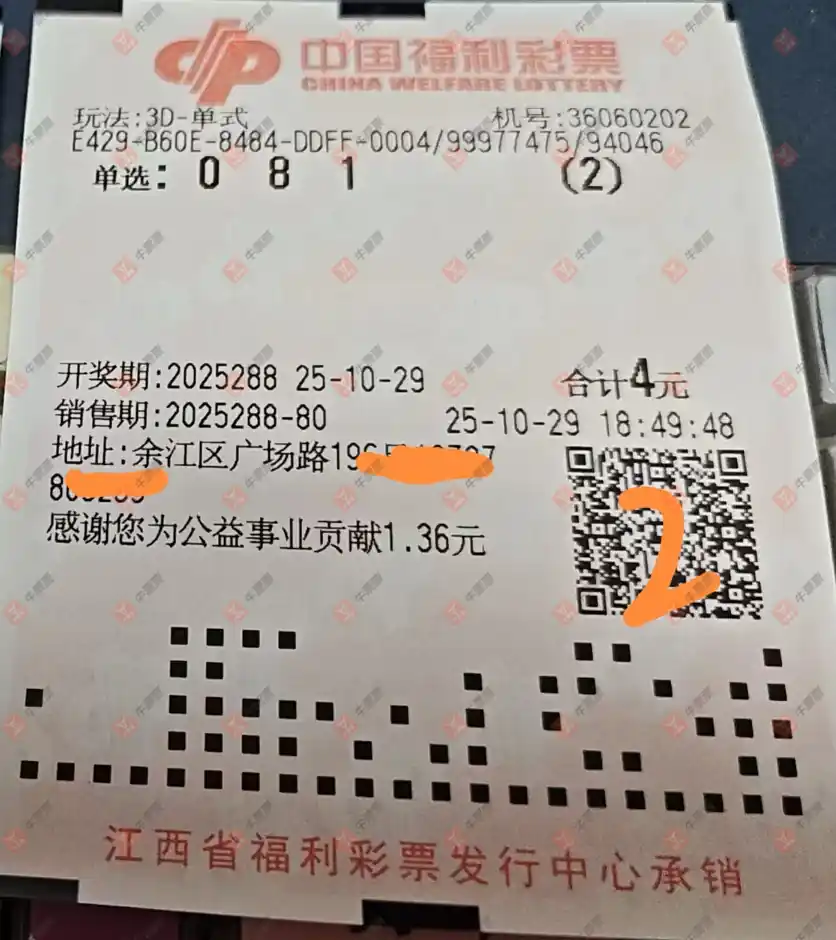 中国福利彩票
CHINA WELFARE LOTTERY
玩法:3D-单式 机号:36060202
E429-B60E-8484-DDFF-0004/99977475/94046
单选: 0 8 1 (2)
开奖期:2025288 25-10-29 合计4元
销售期:2025288-80 25-10-29 18:49:48
地址:余江区广场路19
感谢您为公益事业贡献1.36元
2
江西省福利彩票发行中心承销
牛票票